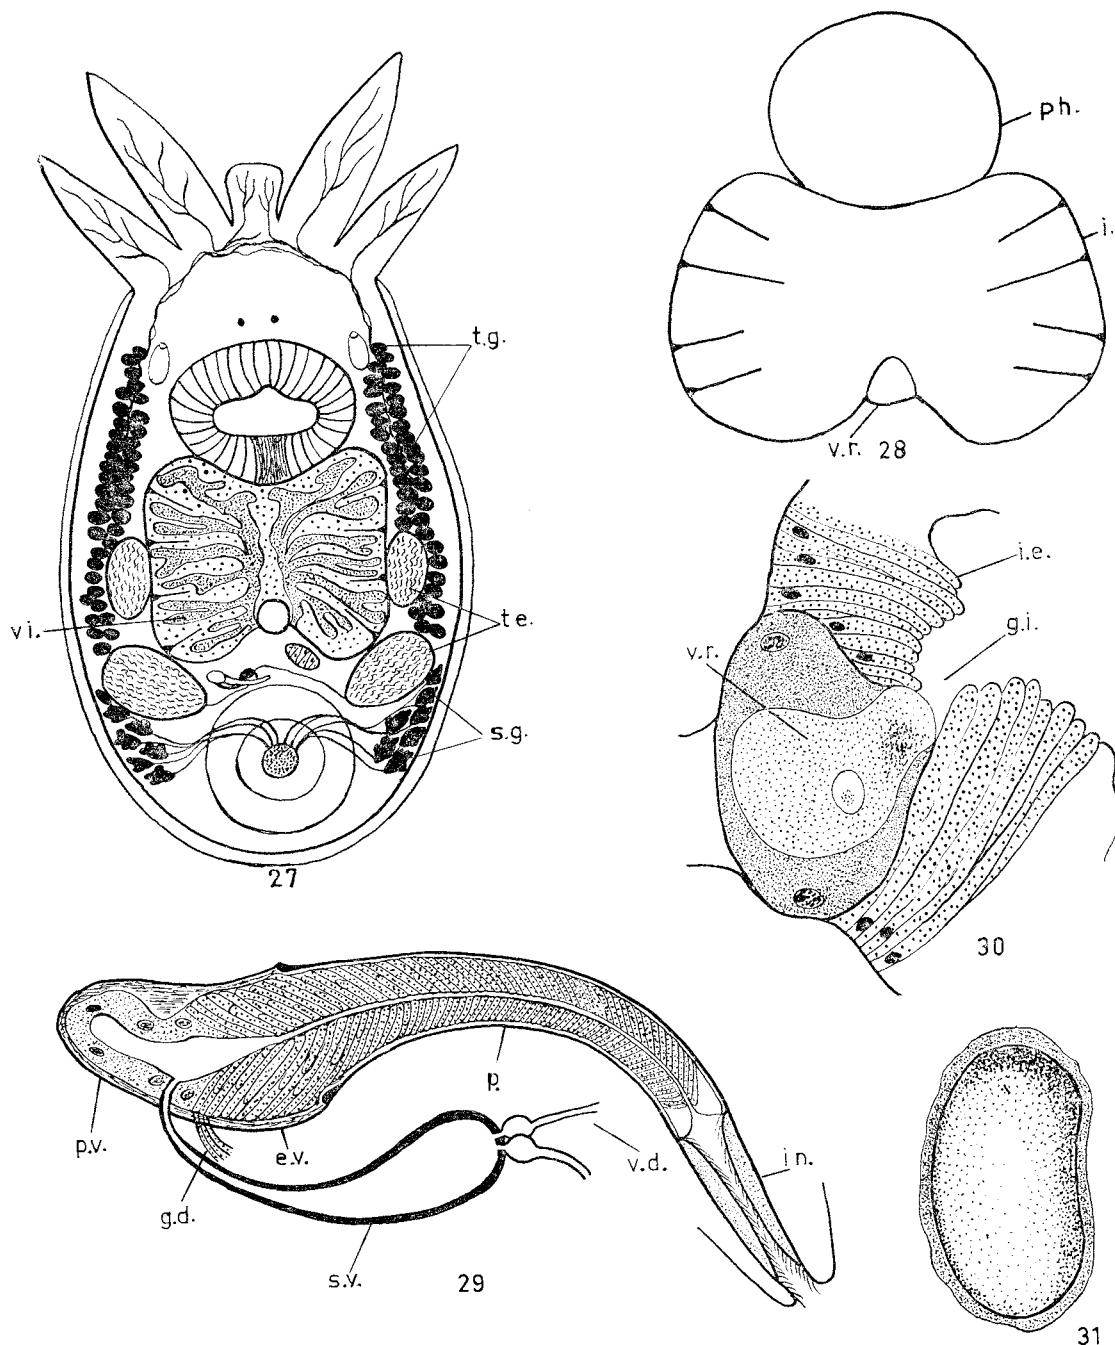 t.g.
vi.
te.
s.g.
27
ph.
i.
v.r. 28
i.e.
g.i.
v.r.
30
p.
p.v.
e.v.
g.d.
s.v.
v.d.
in.
29
31